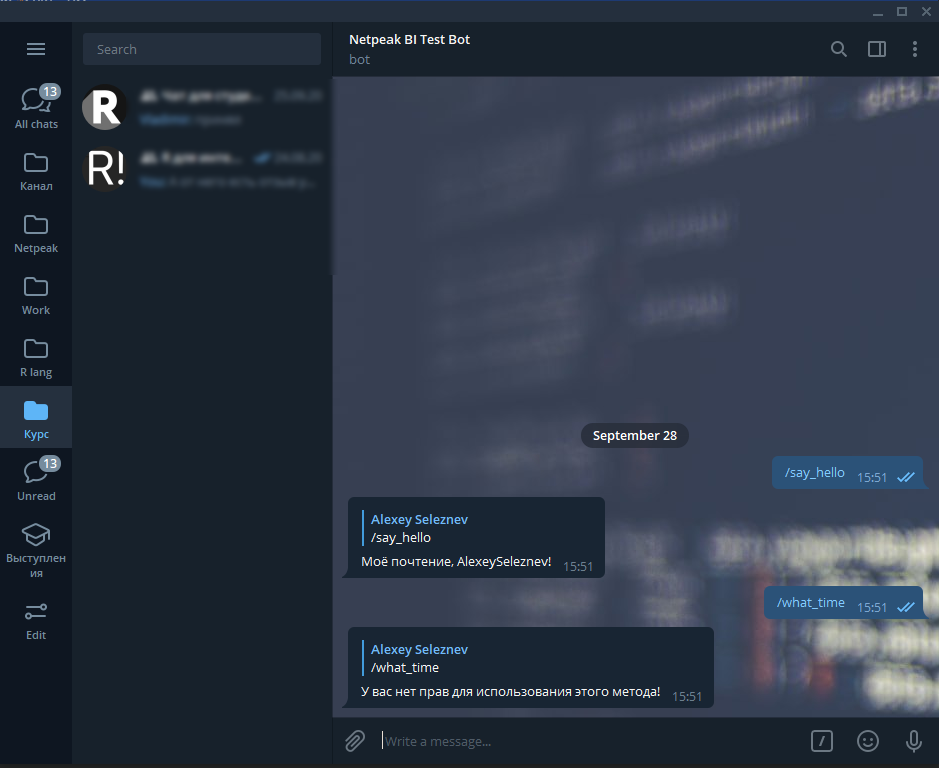 Search
13
All chats
Канал
Netpeak
Work
R lang
Курс
13
Unread
Выступлен
ия
Edit
R
R!
Netpeak BI Test Bot
bot
September 28
/say_hello 15:51
Alexey Seleznev
/say_hello
Моё почтение, AlexeySeleznev! 15:51
/what_time 15:51
Alexey Seleznev
/what_time
У вас нет прав для использования этого метода! 15:51
Write a message...